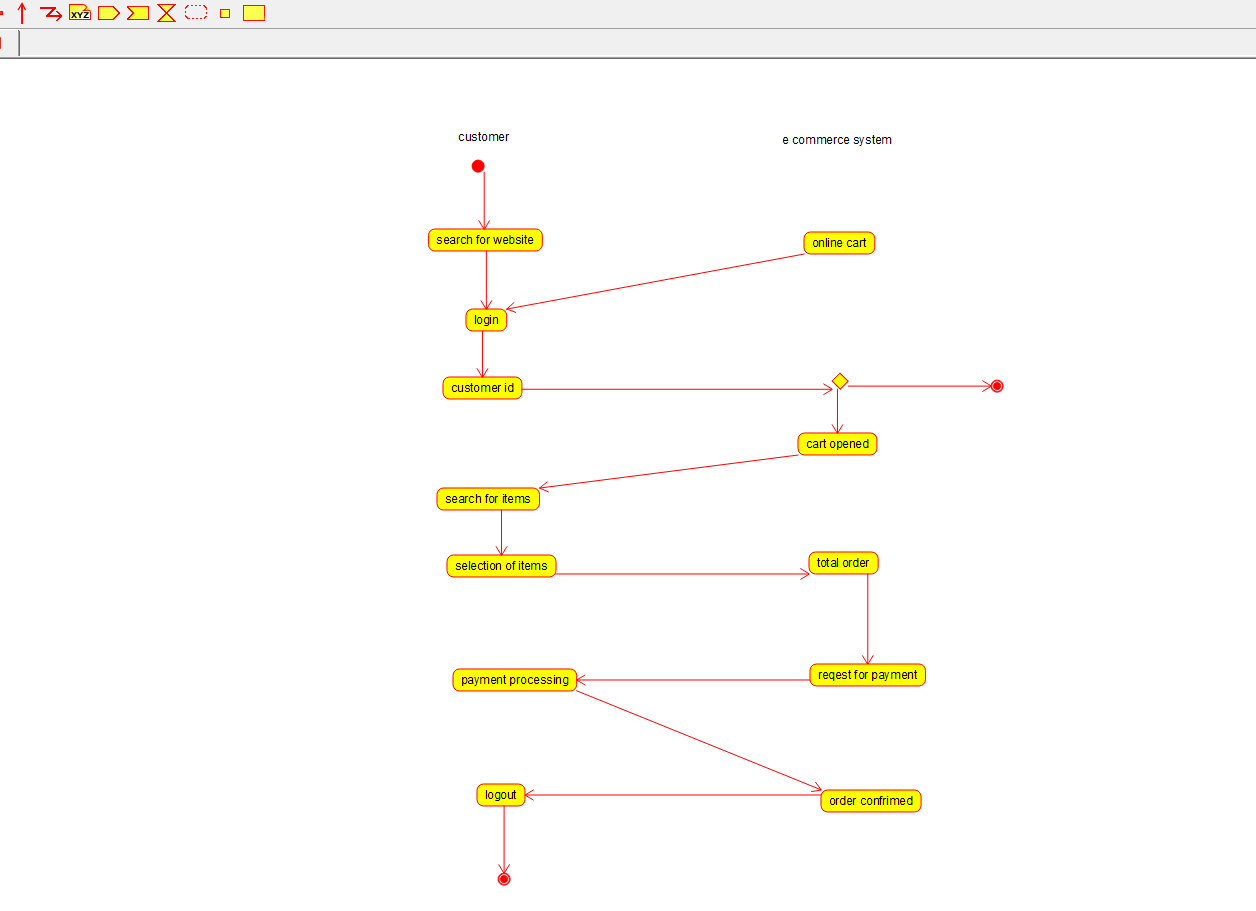 XYZ
customer
e commerce system
search for website
online cart
login
customer id
cart opened
search for items
selection of items
total order
reqest for payment
payment processing
logout
order confrimed